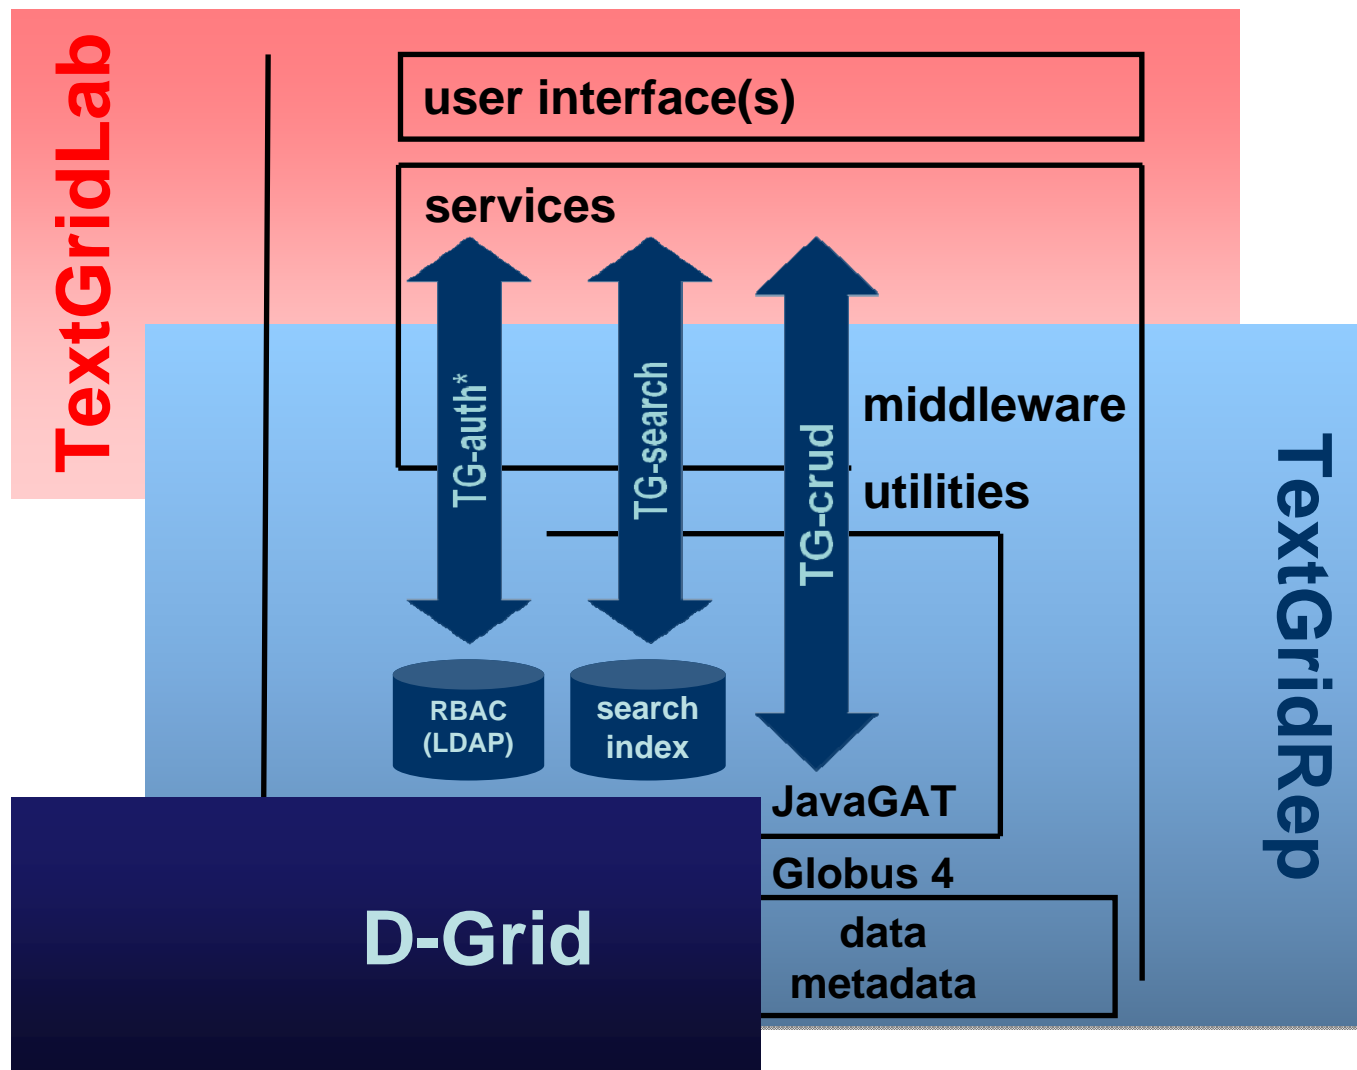 TextGridLab
user interface(s)
services
TG-auth*
TG-search
TG-crud
middleware
utilities
TextGridRep
RBAC
(LDAP)
search
index
JavaGAT
Globus 4
D-Grid
data
metadata